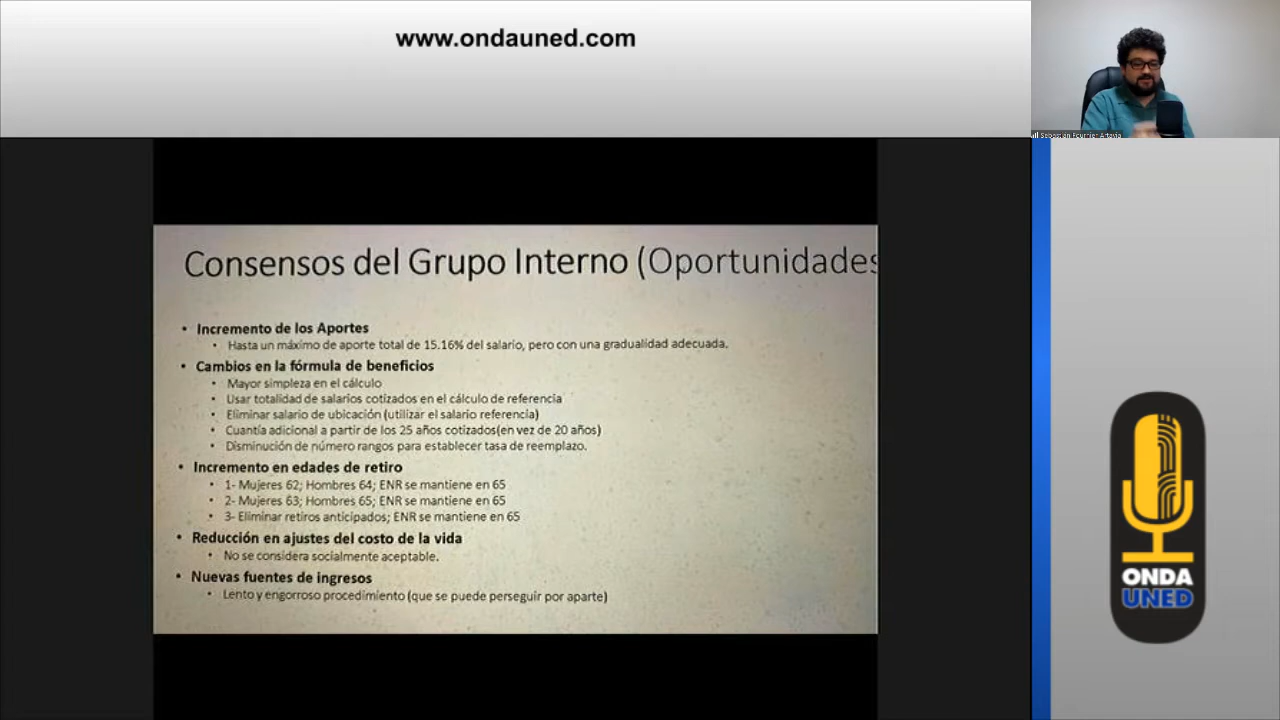 www.ondauned.com
Sebastián Fournier Artavia
Consensos del Grupo Interno (Oportunidades
• Incremento de los Aportes
• Hasta un máximo de aporte total de 15.16% del salario, pero con una gradualidad adecuada.
• Cambios en la fórmula de beneficios
• Mayor simpleza en el cálculo
• Usar totalidad de salarios cotizados en el cálculo de referencia
• Eliminar salario de ubicación (utilizar el salario referencia)
• Cuantía adicional a partir de los 25 años cotizados(en vez de 20 años)
• Disminución de número rangos para establecer tasa de reemplazo.
• Incremento en edades de retiro
• 1- Mujeres 62; Hombres 64; ENR se mantiene en 65
• 2- Mujeres 63; Hombres 65; ENR se mantiene en 65
• 3- Eliminar retiros anticipados; ENR se mantiene en 65
• Reducción en ajustes del costo de la vida
• No se considera socialmente aceptable.
• Nuevas fuentes de ingresos
• Lento y engorroso procedimiento (que se puede perseguir por aparte)
ONDA
UNED